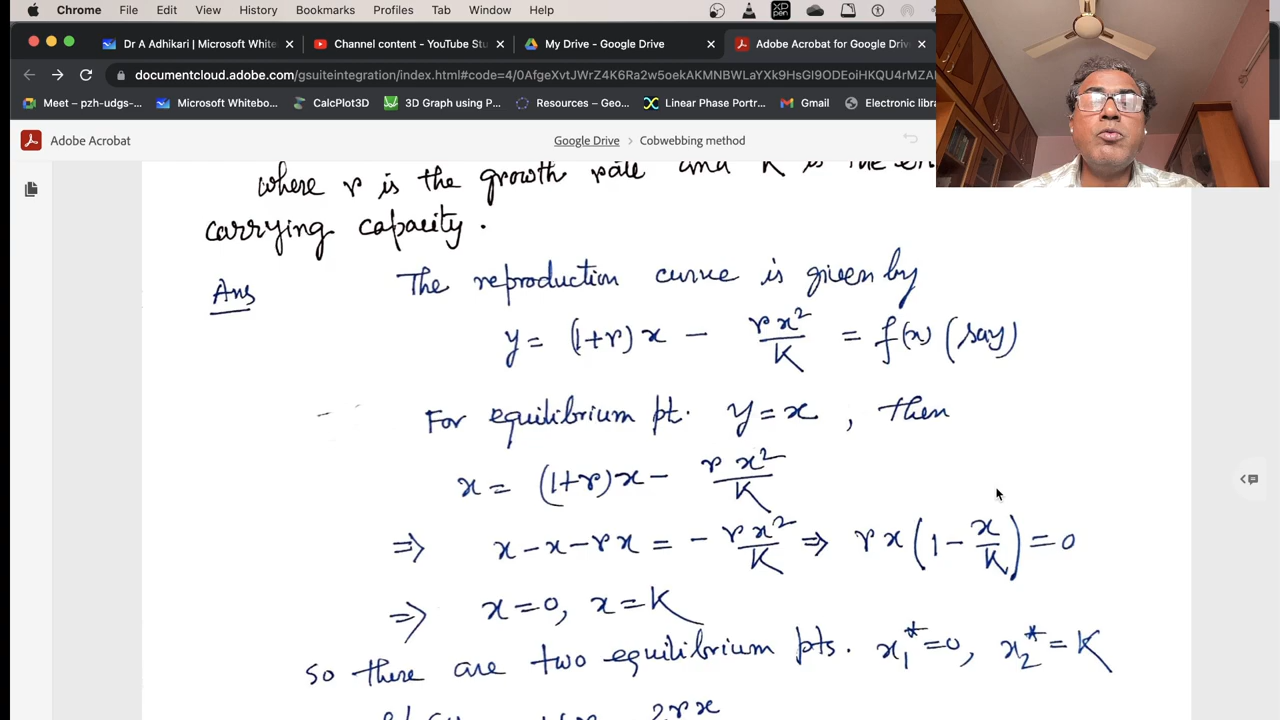 Chrome File Edit View History Bookmarks Profiles Tab Window Help
Dr A Adhikari | Microsoft White
Channel content - YouTube Stu
My Drive - Google Drive
Adobe Acrobat for Google Driv
documentcloud.adobe.com/gsuiteintegration/index.html#code=4/0AfgeXvtJWrZ4K6Ra2w5oekAKMNBWLaYXk9HsGl9ODEoiHKQU4rMZA
Meet – pzh-udgs-... Microsoft Whitebo... CalcPlot3D 3D Graph using P... Resources – Geo... Linear Phase Portr... Gmail Electronic libra
Adobe Acrobat
Google Drive > Cobwebbing method
where r is the growth rate and K is the en
carrying capacity.
Ans The reproduction curve is given by
y = (1+r)x - rx²/K = f(x) (say)
For equilibrium pt. y = x, then
x = (1+r)x - rx²/K
⇒ x - x - rx = - rx²/K ⇒ rx(1 - x/K) = 0
⇒ x = 0, x = K
So there are two equilibrium pts. x₁* = 0, x₂* = K
2rx